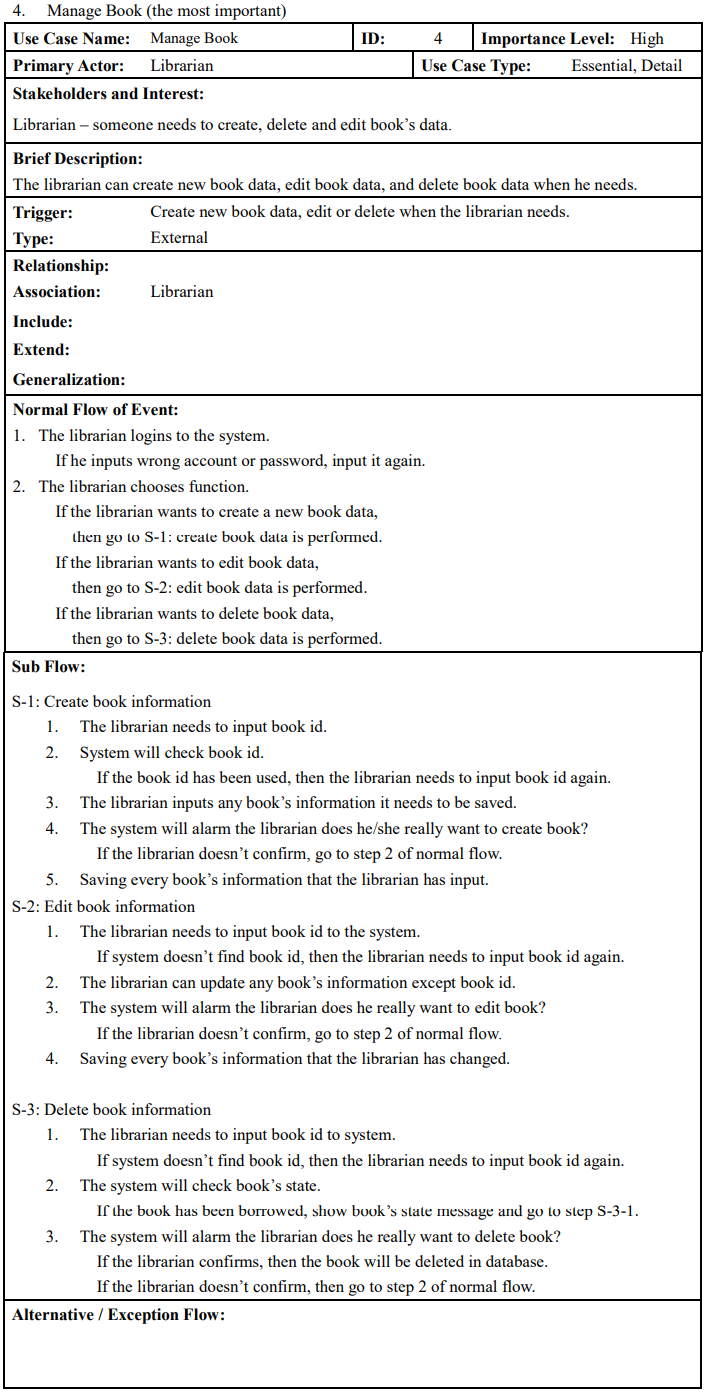 4. Manage Book (the most important)
Use Case Name: Manage Book ID: 4 Importance Level: High
Primary Actor: Librarian Use Case Type: Essential, Detail
Stakeholders and Interest:
Librarian – someone needs to create, delete and edit book’s data.
Brief Description:
The librarian can create new book data, edit book data, and delete book data when he needs.
Trigger: Create new book data, edit or delete when the librarian needs.
Type: External
Relationship:
Association: Librarian
Include:
Extend:
Generalization:
Normal Flow of Event:
1. The librarian logins to the system.
If he inputs wrong account or password, input it again.
2. The librarian chooses function.
If the librarian wants to create a new book data,
then go to S-1: create book data is performed.
If the librarian wants to edit book data,
then go to S-2: edit book data is performed.
If the librarian wants to delete book data,
then go to S-3: delete book data is performed.
Sub Flow:
S-1: Create book information
1. The librarian needs to input book id.
2. System will check book id.
If the book id has been used, then the librarian needs to input book id again.
3. The librarian inputs any book’s information it needs to be saved.
4. The system will alarm the librarian does he/she really want to create book?
If the librarian doesn’t confirm, go to step 2 of normal flow.
5. Saving every book’s information that the librarian has input.
S-2: Edit book information
1. The librarian needs to input book id to the system.
If system doesn’t find book id, then the librarian needs to input book id again.
2. The librarian can update any book’s information except book id.
3. The system will alarm the librarian does he really want to edit book?
If the librarian doesn’t confirm, go to step 2 of normal flow.
4. Saving every book’s information that the librarian has changed.
S-3: Delete book information
1. The librarian needs to input book id to system.
If system doesn’t find book id, then the librarian needs to input book id again.
2. The system will check book’s state.
If the book has been borrowed, show book’s state message and go to step S-3-1.
3. The system will alarm the librarian does he really want to delete book?
If the librarian confirms, then the book will be deleted in database.
If the librarian doesn’t confirm, then go to step 2 of normal flow.
Alternative / Exception Flow: